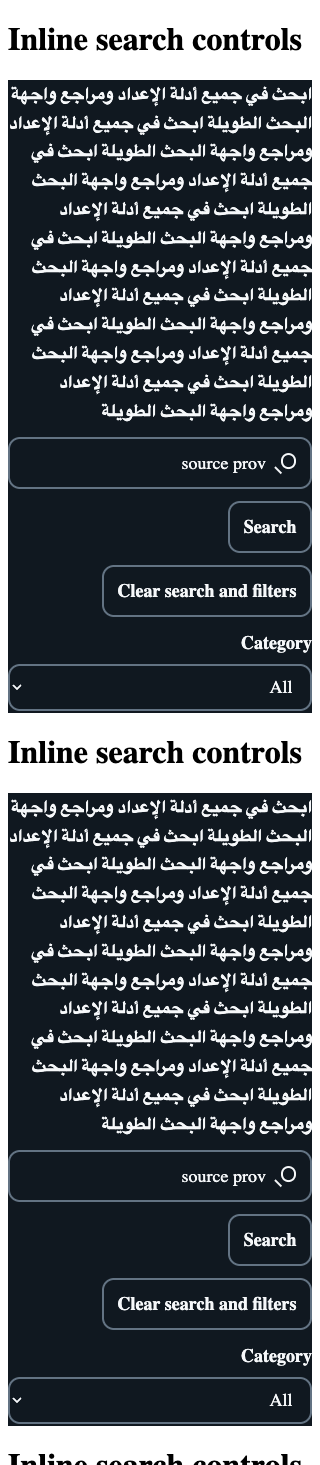 Inline search controls
ابحث في جميع أدلة الإعداد ومراجع واجهة
البحث الطويلة ابحث في جميع أدلة الإعداد
ومراجع واجهة البحث الطويلة ابحث في
جميع أدلة الإعداد ومراجع واجهة البحث
الطويلة ابحث في جميع أدلة الإعداد
ومراجع واجهة البحث الطويلة ابحث في
جميع أدلة الإعداد ومراجع واجهة البحث
الطويلة ابحث في جميع أدلة الإعداد
ومراجع واجهة البحث الطويلة ابحث في
جميع أدلة الإعداد ومراجع واجهة البحث
الطويلة ابحث في جميع أدلة الإعداد
ومراجع واجهة البحث الطويلة
source prov
Search
Clear search and filters
Category
All
Inline search controls
ابحث في جميع أدلة الإعداد ومراجع واجهة
البحث الطويلة ابحث في جميع أدلة الإعداد
ومراجع واجهة البحث الطويلة ابحث في
جميع أدلة الإعداد ومراجع واجهة البحث
الطويلة ابحث في جميع أدلة الإعداد
ومراجع واجهة البحث الطويلة ابحث في
جميع أدلة الإعداد ومراجع واجهة البحث
الطويلة ابحث في جميع أدلة الإعداد
ومراجع واجهة البحث الطويلة ابحث في
جميع أدلة الإعداد ومراجع واجهة البحث
الطويلة ابحث في جميع أدلة الإعداد
ومراجع واجهة البحث الطويلة
source prov
Search
Clear search and filters
Category
All
Inline search controls